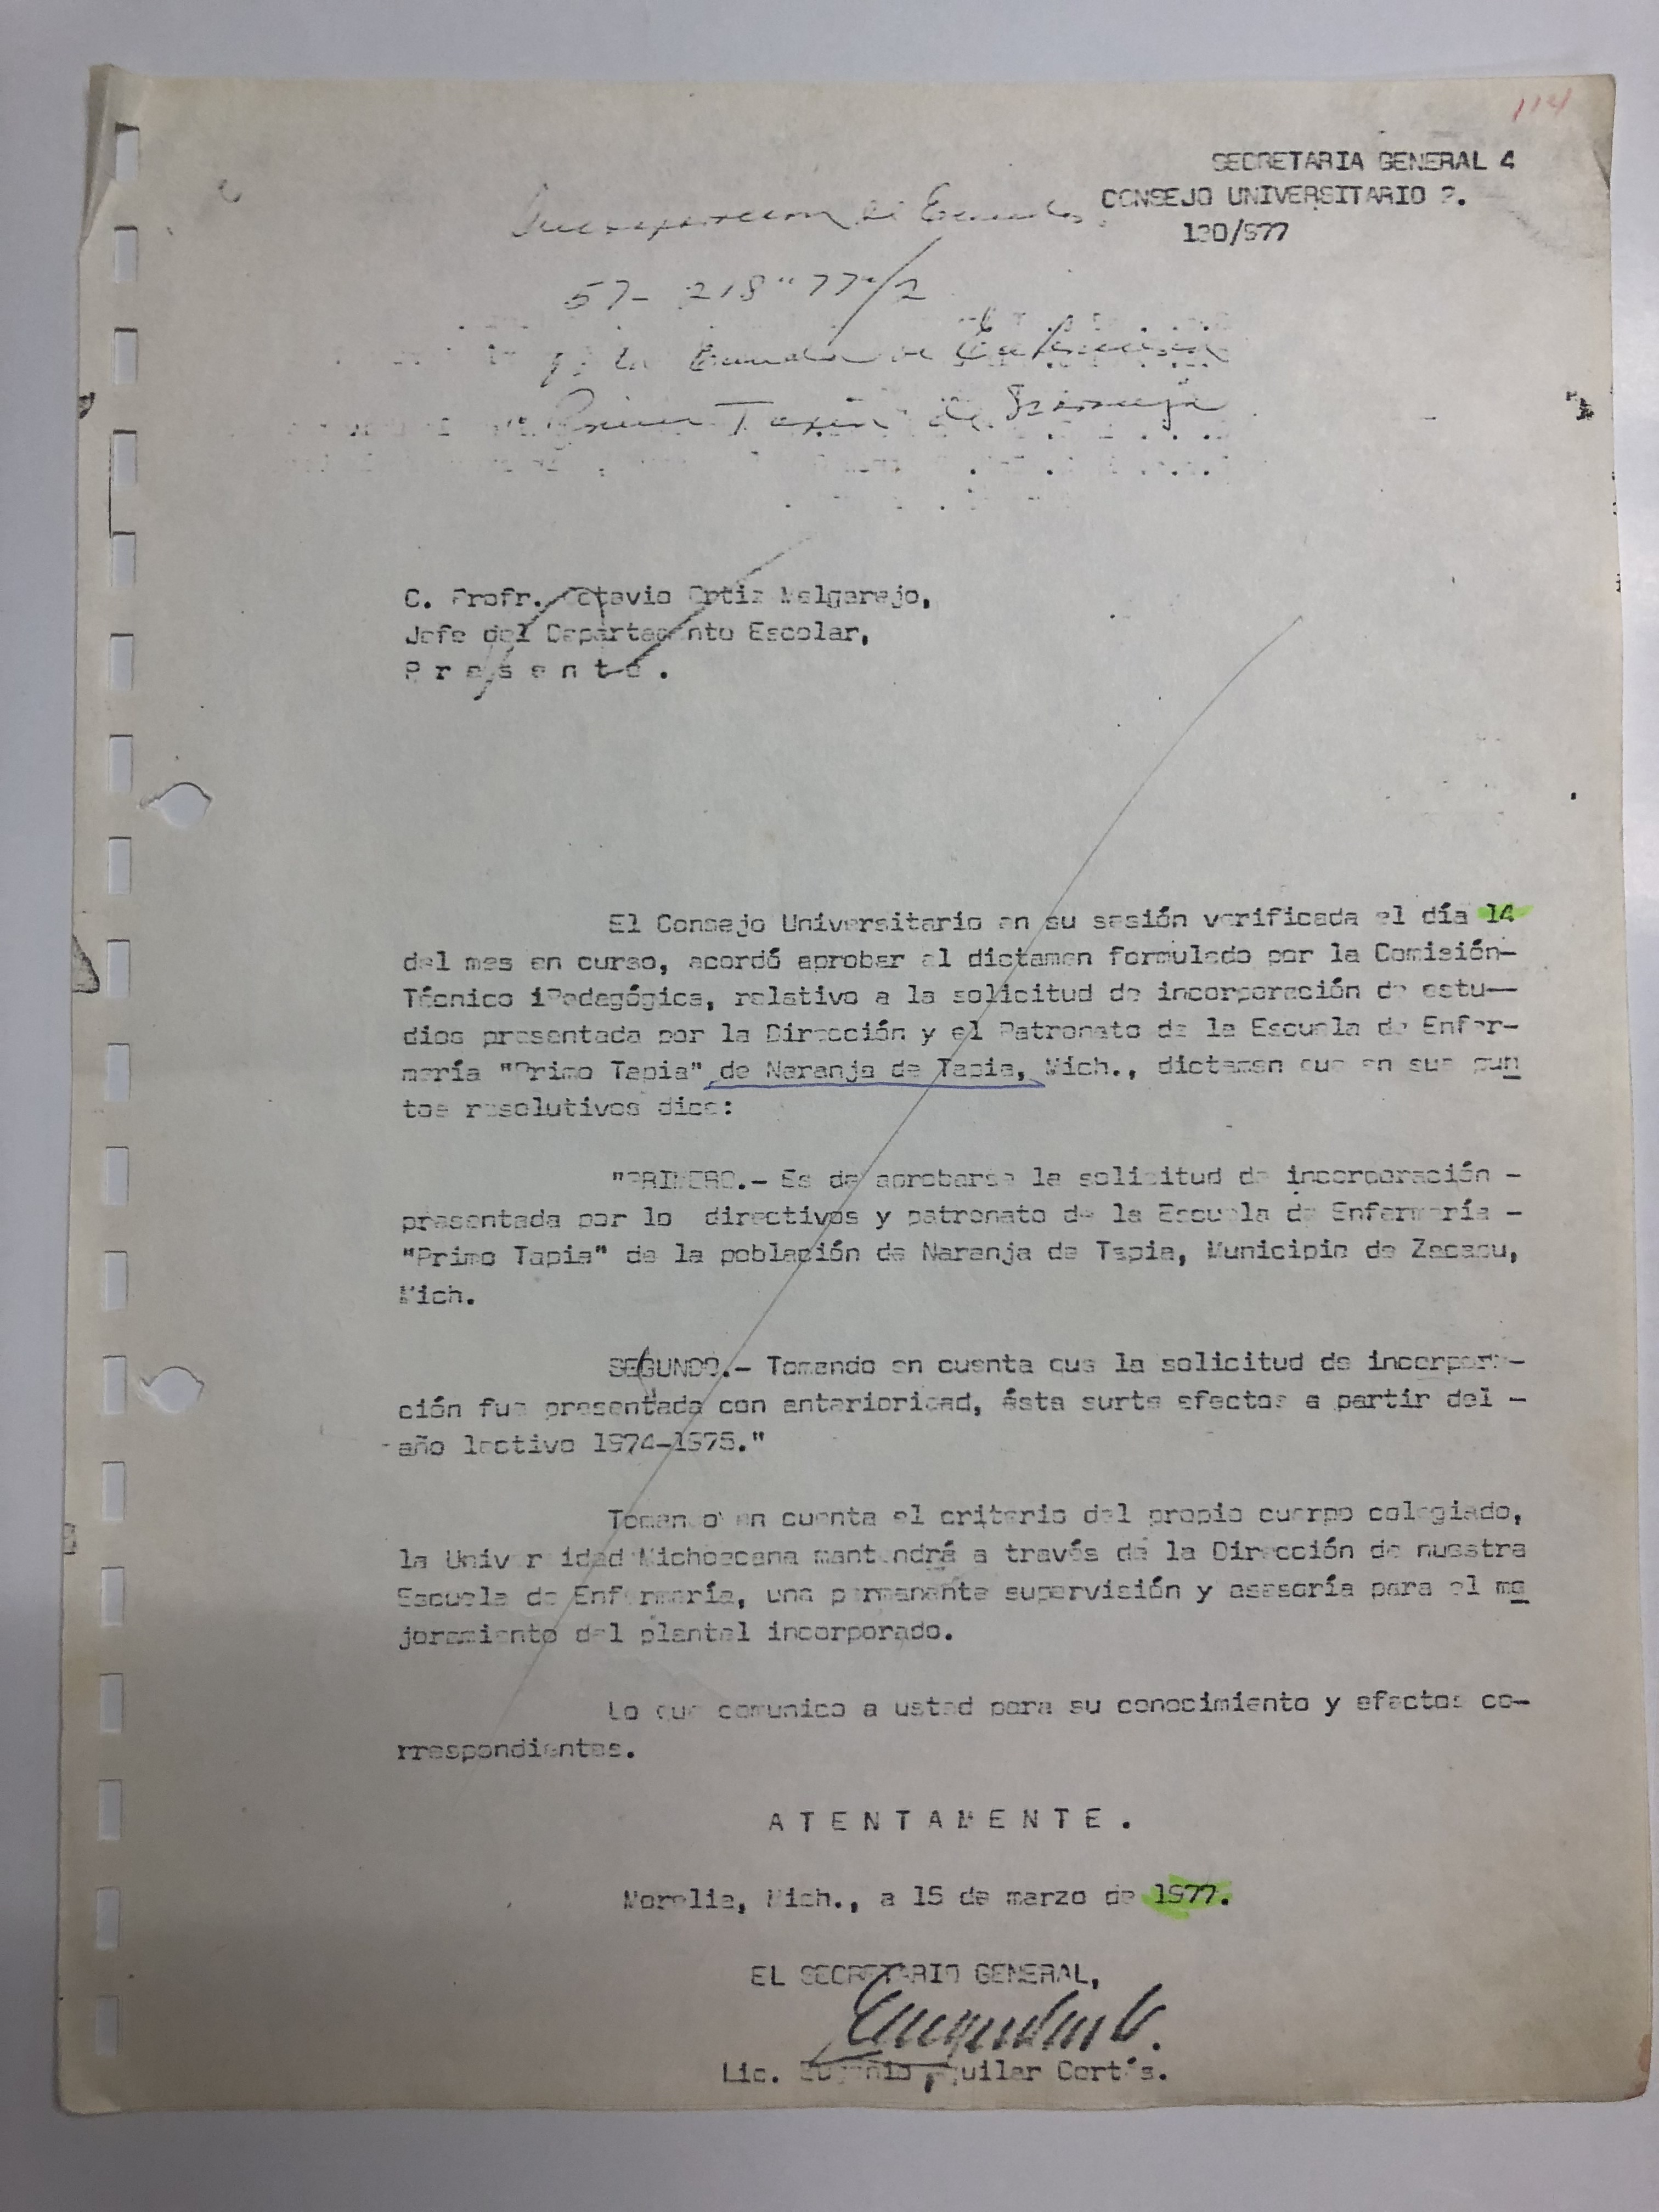 114
SECRETARIA GENERAL 4
CONSEJO UNIVERSITARIO 2.
130/977
57- 218"77"/2
C. Profr. Octavio Ortiz Melgarejo,
Jefe del Departamento Escolar,
P r e s e n t e .
El Consejo Universitario en su sesión verificada el día 14
del mes en curso, acordó aprobar el dictamen formulado por la Comisión-
Técnico iPedagógica, relativo a la solicitud de incorporación de estu--
dios presentada por la Dirección y el Patronato de la Escuela de Enfer-
mería "Primo Tapia" de Naranja de Tapia, Mich., dictamen que en sus pun
tos resolutivos dice:
"PRIMERO.- Es de aprobarse la solicitud de incorporación -
presentada por lo directivos y patronato de la Escuela de Enfermería -
"Primo Tapia" de la población de Naranja de Tapia, Municipio de Zacapu,
Mich.
SEGUNDO.- Tomando en cuenta que la solicitud de incorpora-
ción fue presentada con anterioridad, ésta surte efectos a partir del -
año lectivo 1974-1975."
Tomando en cuenta el criterio del propio cuerpo colegiado,
la Universidad Michoacana mantendrá a través de la Dirección de nuestra
Escuela de Enfermería, una permanente supervisión y asesoría para el me
joramiento del plantel incorporado.
Lo que comunico a usted para su conocimiento y efectos co-
rrespondientes.
A T E N T A M E N T E .
Morelia, Mich., a 15 de marzo de 1977.
EL SECRETARIO GENERAL,
Lic. Eugenio Aguilar Cortés.